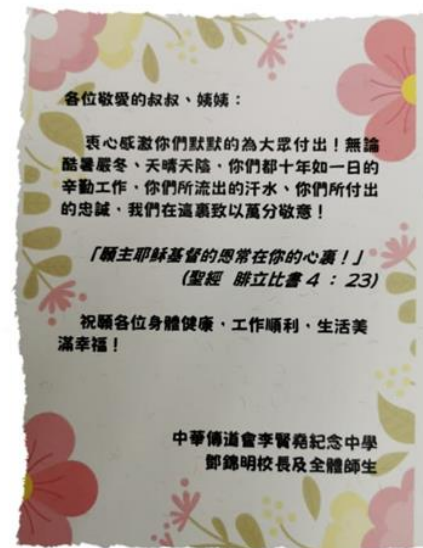 各位敬愛的叔叔、姨姨：
衷心感激你們默默的為大眾付出！無論
酷暑嚴冬、天晴天陰，你們都十年如一日的
辛勤工作，你們所流出的汗水、你們所付出
的忠誠，我們在這裏致以萬分敬意！
「願主耶穌基督的恩常在你的心裏！」
(聖經 腓立比書 4 : 23)
祝願各位身體健康，工作順利，生活美
滿幸福！
中華傳道會李賢堯紀念中學
鄧錦明校長及全體師生